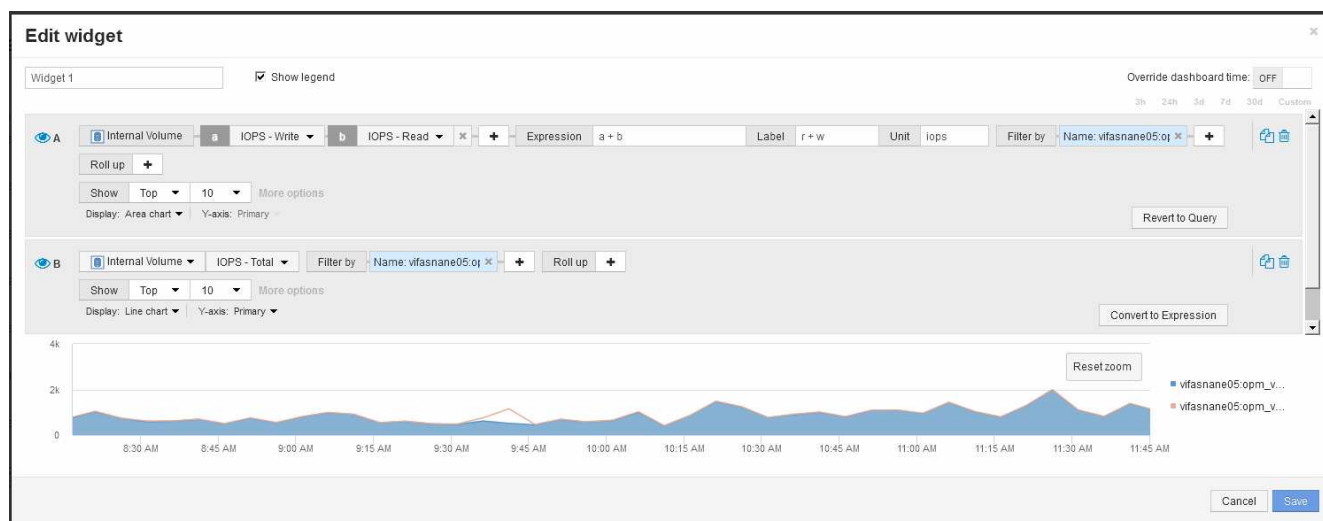 Edit widget
Widget 1
Show legend
Override dashboard time: OFF
3h 24h 3d 7d 30d Custom
A Internal Volume a IOPS - Write b IOPS - Read + Expression a + b Label r + w Unit iops Filter by Name: vifasnane05:op +
Roll up +
Show Top 10 More options
Display: Area chart Y-axis: Primary
Revert to Query
B Internal Volume IOPS - Total Filter by Name: vifasnane05:op + Roll up +
Show Top 10 More options
Display: Line chart Y-axis: Primary
Convert to Expression
4k
2k
0
Reset zoom
vifasnane05:opm_v...
vifasnane05:opm_v...
8:30 AM 8:45 AM 9:00 AM 9:15 AM 9:30 AM 9:45 AM 10:00 AM 10:15 AM 10:30 AM 10:45 AM 11:00 AM 11:15 AM 11:30 AM 11:45 AM
Cancel Save